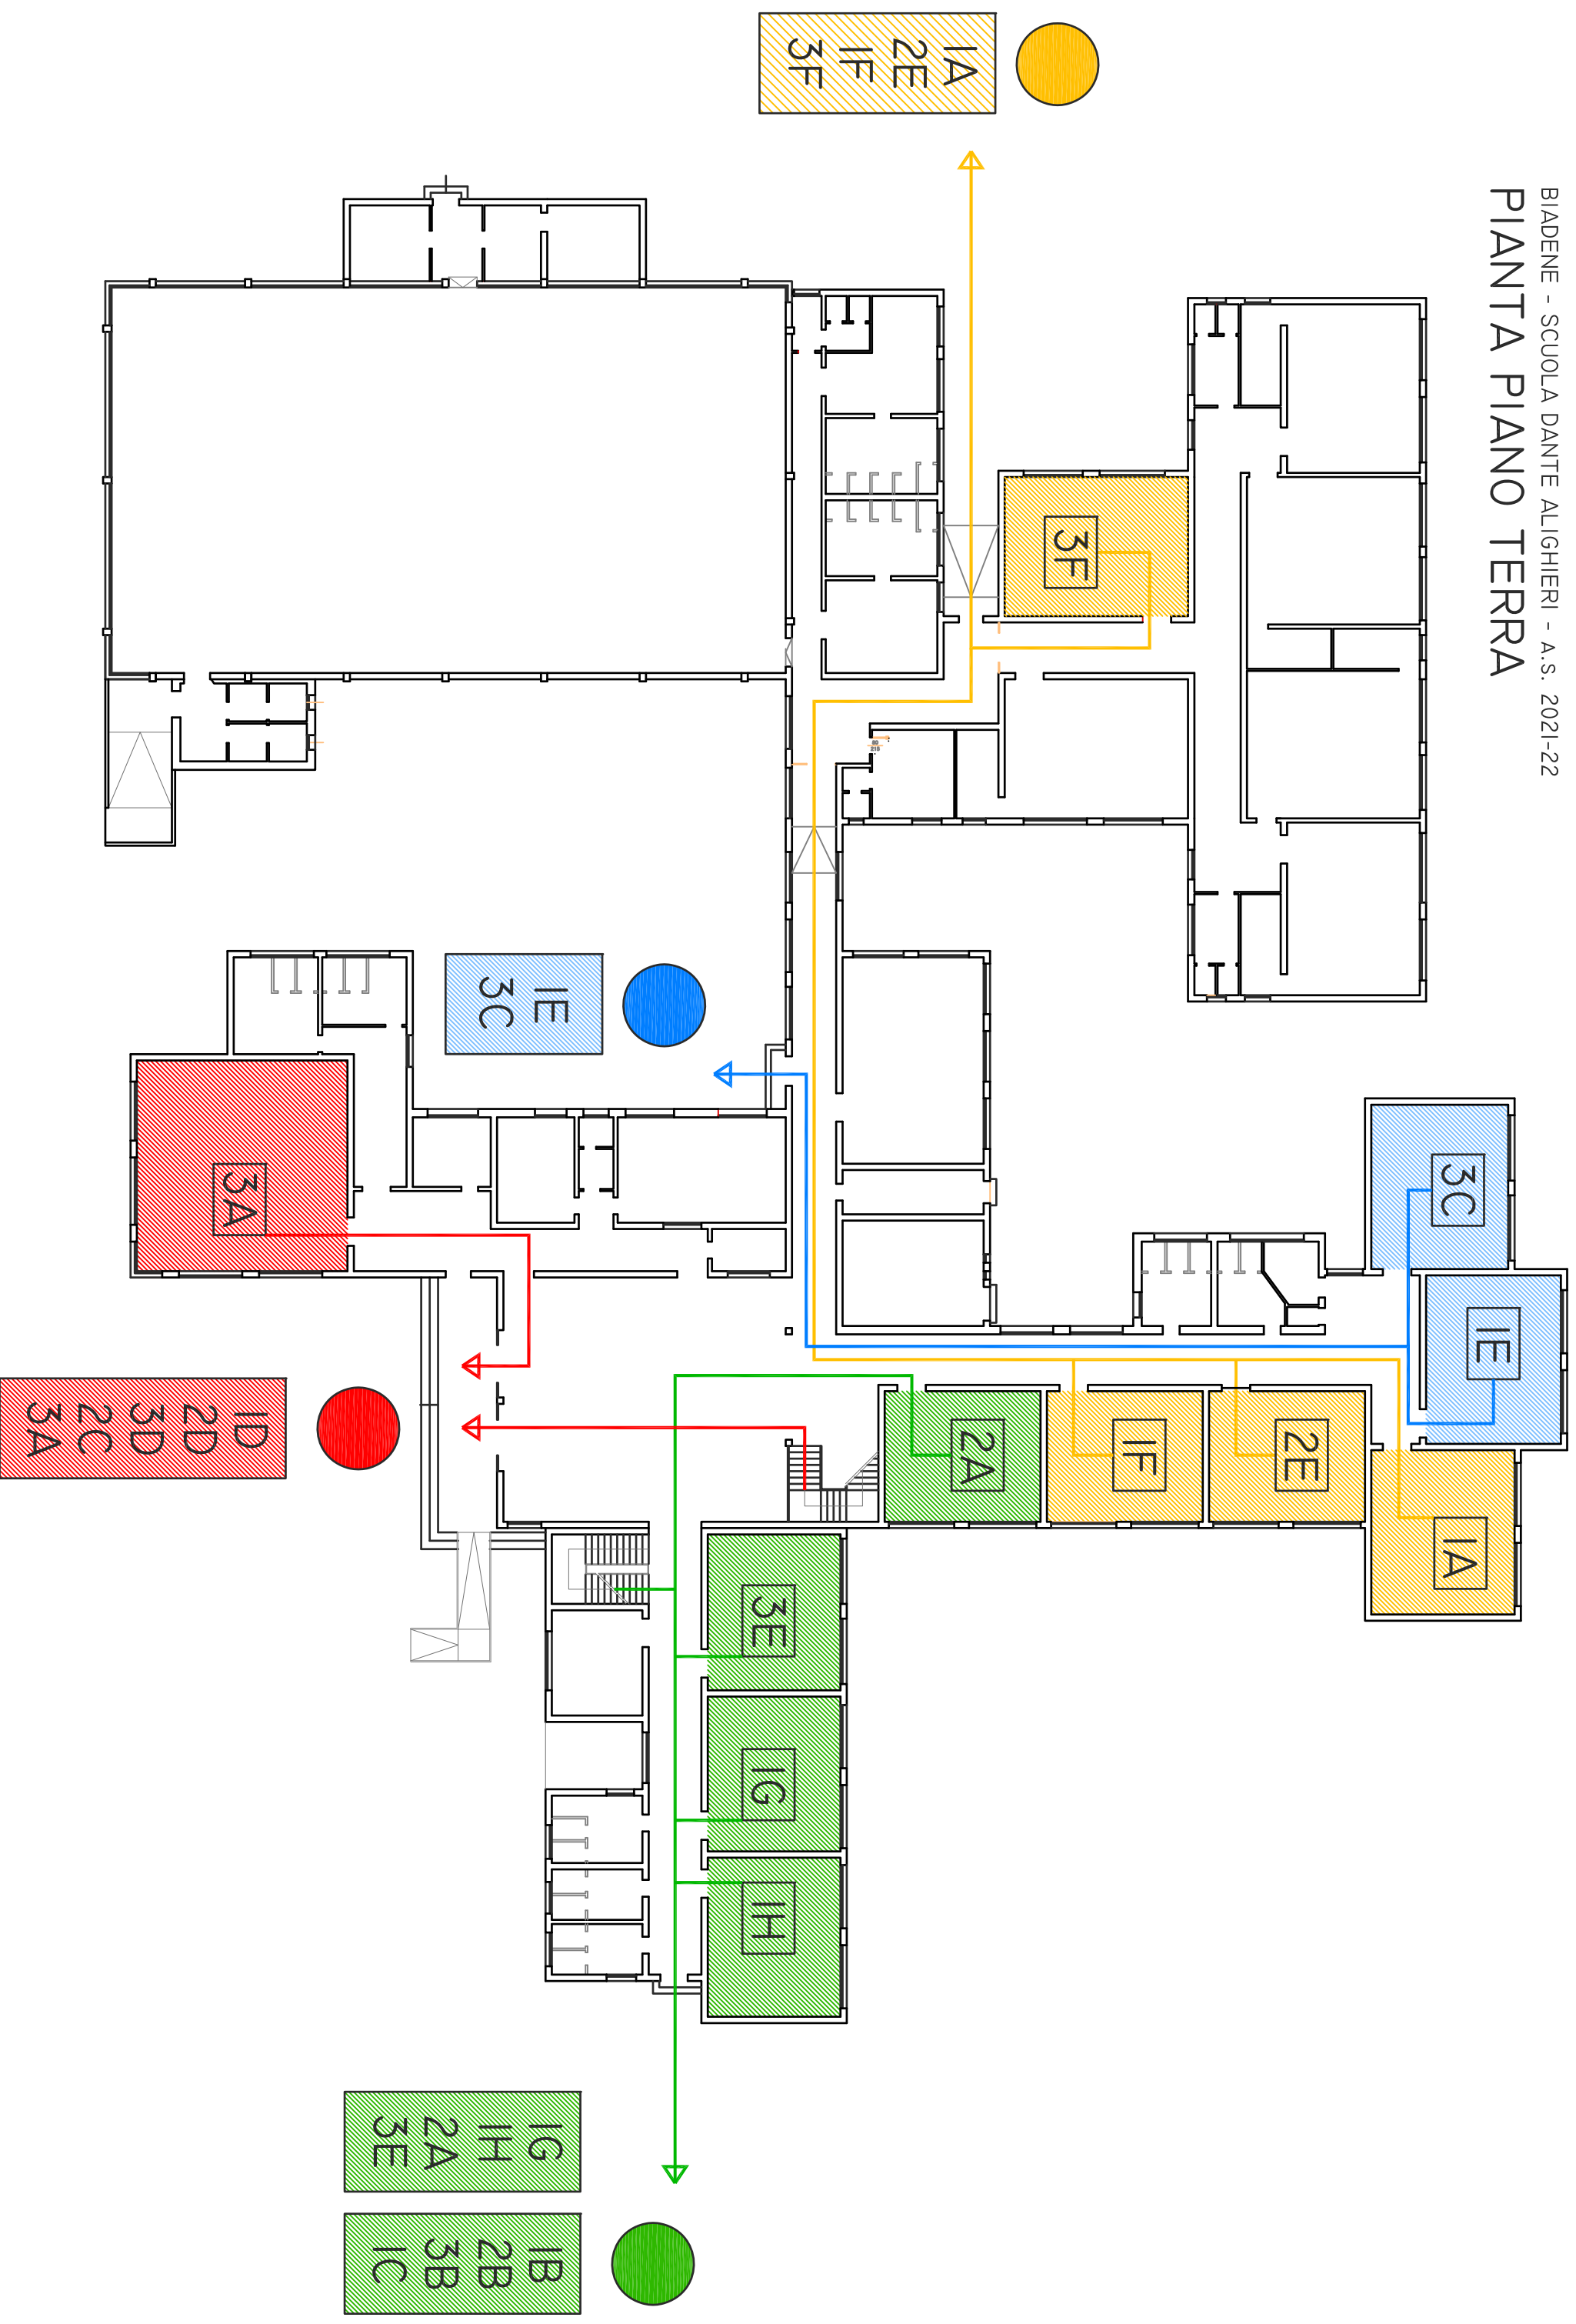 BIADENE - SCUOLA DANTE ALIGHIERI - A.S. 2021-22
PIANTA PIANO TERRA
1A
2E
1F
3F
3F
3C
1E
1A
2E
1F
2A
1E
3C
3A
3E
1G
1H
1D
2D
3D
2C
3A
1G
1H
2A
3E
1B
2B
3B
1C
80
210